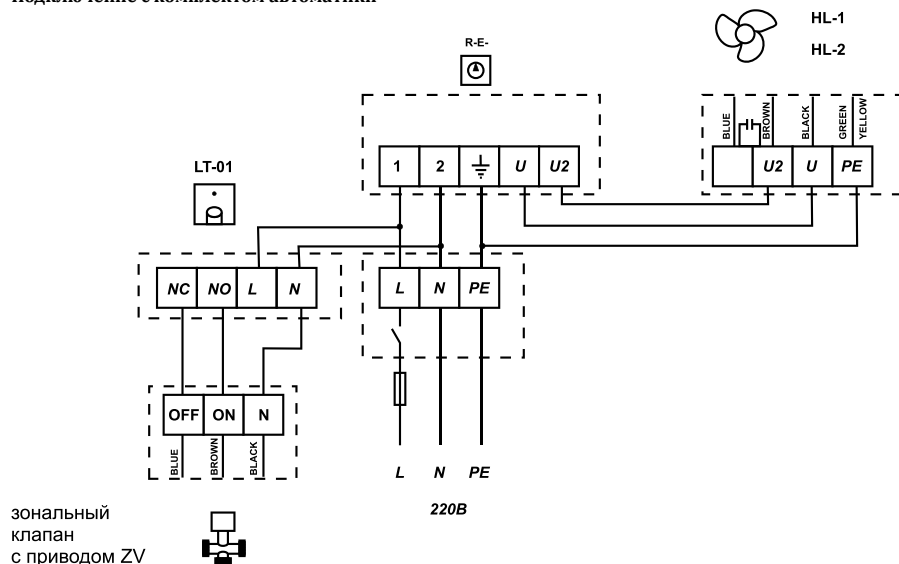 Подключение с комплектом автоматики
HL-1
HL-2
R-E-
BLUE
BROWN
BLACK
GREEN
YELLOW
1 2 U U2
U2 U PE
LT-01
NC NO L N
L N PE
OFF ON N
BLUE
BROWN
BLACK
L N PE
220В
зональный
клапан
с приводом ZV